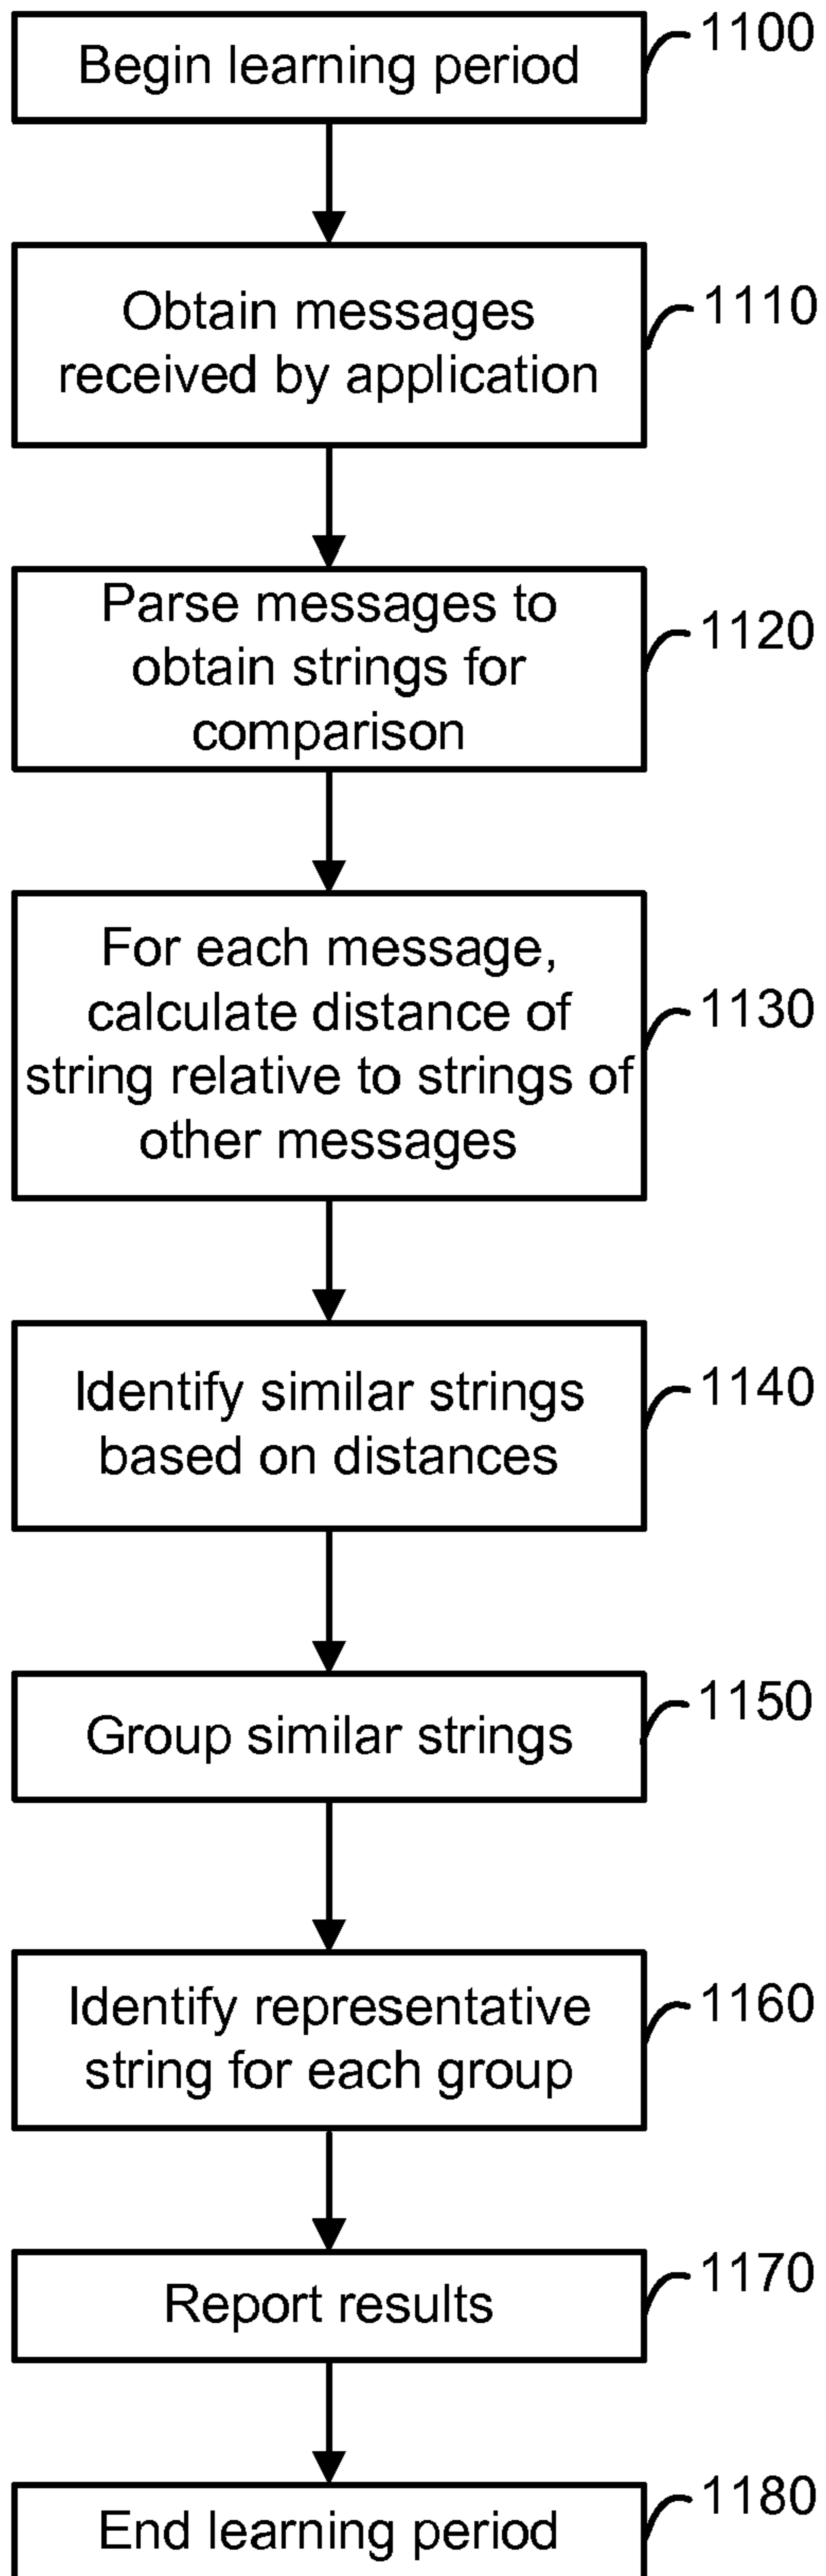 Begin learning period
1100
Obtain messages
received by application
1110
Parse messages to
obtain strings for
comparison
1120
For each message,
calculate distance of
string relative to strings of
other messages
1130
Identify similar strings
based on distances
1140
Group similar strings
1150
Identify representative
string for each group
1160
Report results
1170
End learning period
1180